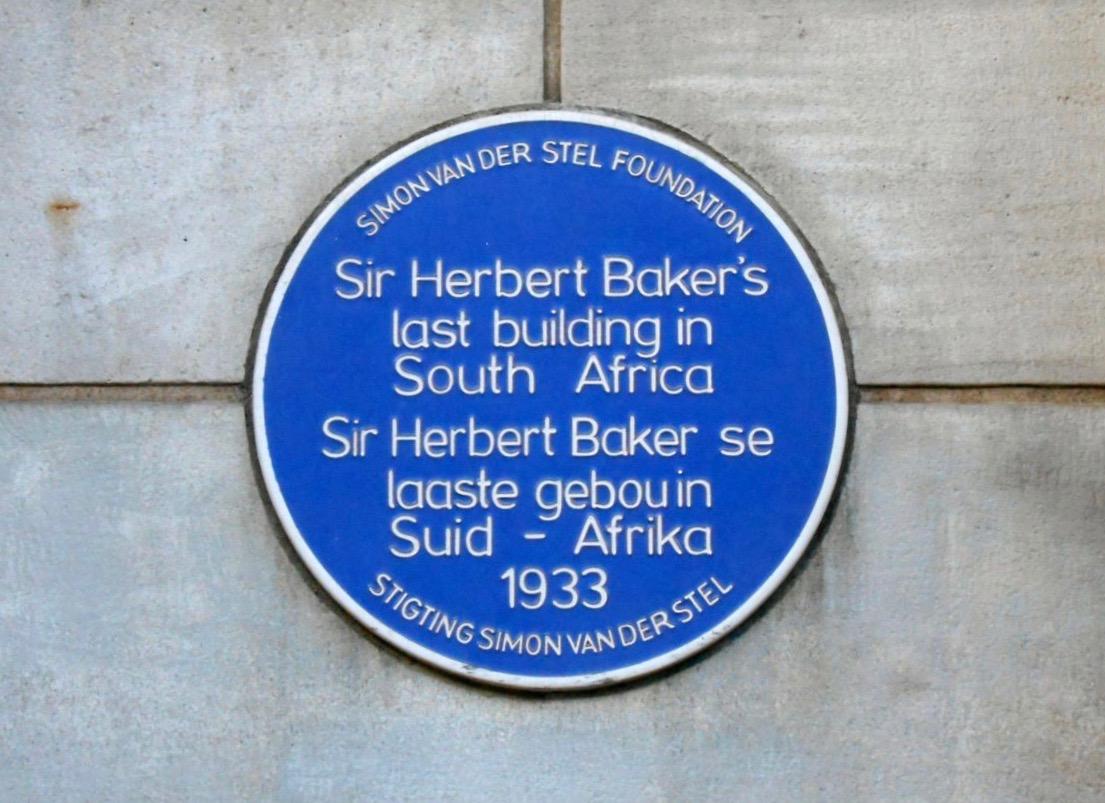 SIMON VAN DER STEL FOUNDATION
Sir Herbert Baker's
last building in
South Africa
Sir Herbert Baker se
laaste gebou in
Suid - Afrika
1933
STIGTING SIMON VAN DER STEL